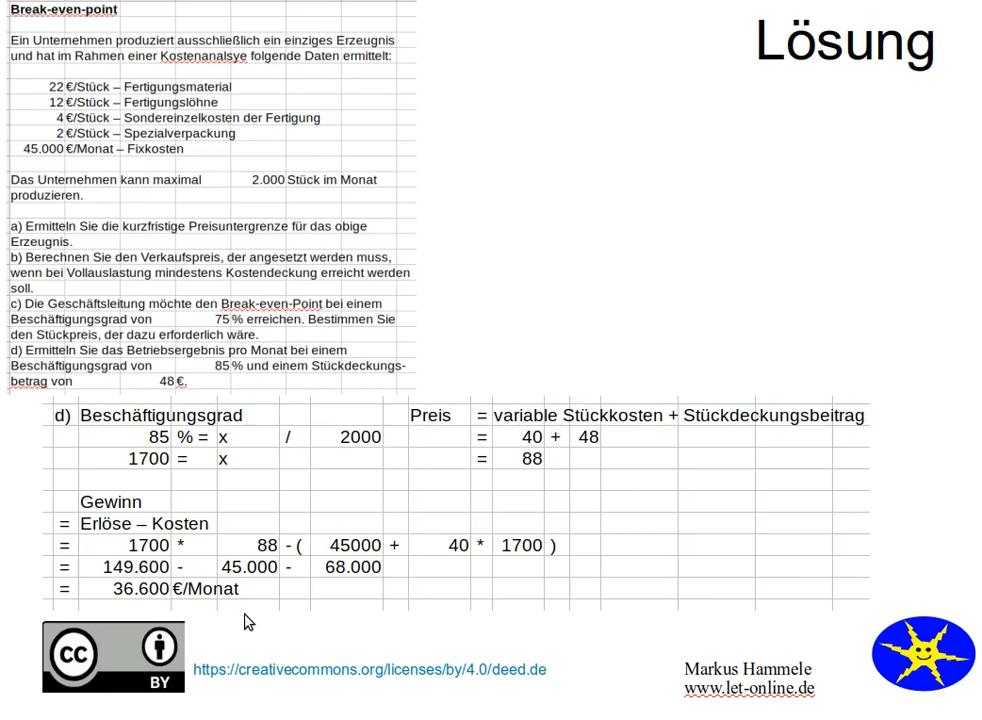 Break-even-point
Lösung
Ein Unternehmen produziert ausschließlich ein einziges Erzeugnis
und hat im Rahmen einer Kostenanalsye folgende Daten ermittelt:
22 €/Stück – Fertigungsmaterial
12 €/Stück – Fertigungslöhne
4 €/Stück – Sondereinzelkosten der Fertigung
2 €/Stück – Spezialverpackung
45.000 €/Monat – Fixkosten
Das Unternehmen kann maximal 2.000 Stück im Monat
produzieren.
a) Ermitteln Sie die kurzfristige Preisuntergrenze für das obige
Erzeugnis.
b) Berechnen Sie den Verkaufspreis, der angesetzt werden muss,
wenn bei Vollauslastung mindestens Kostendeckung erreicht werden
soll.
c) Die Geschäftsleitung möchte den Break-even-Point bei einem
Beschäftigungsgrad von 75 % erreichen. Bestimmen Sie
den Stückpreis, der dazu erforderlich wäre.
d) Ermitteln Sie das Betriebsergebnis pro Monat bei einem
Beschäftigungsgrad von 85 % und einem Stückdeckungs-
betrag von 48 €.
d) Beschäftigungsgrad Preis = variable Stückkosten + Stückdeckungsbeitrag
85 % = x / 2000 = 40 + 48
1700 = x = 88
Gewinn
= Erlöse – Kosten
= 1700 * 88 - ( 45000 + 40 * 1700 )
= 149.600 - 45.000 - 68.000
= 36.600 €/Monat
CC BY
https://creativecommons.org/licenses/by/4.0/deed.de
Markus Hammele
www.let-online.de